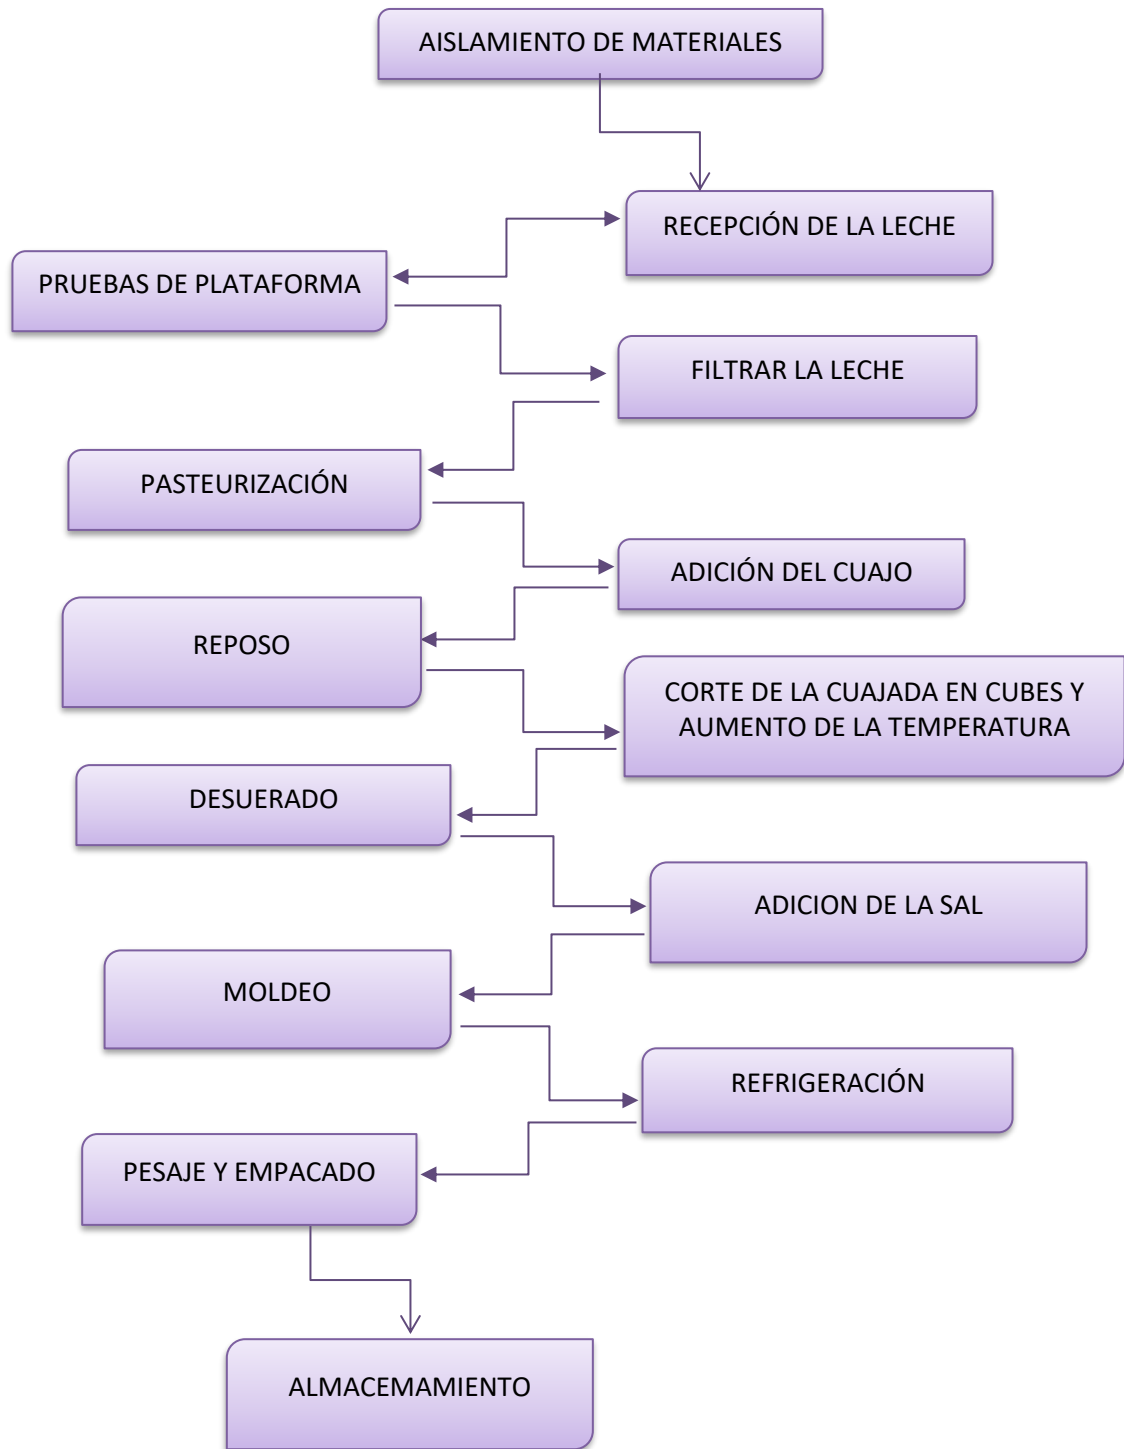 AISLAMIENTO DE MATERIALES
RECEPCIÓN DE LA LECHE
PRUEBAS DE PLATAFORMA
FILTRAR LA LECHE
PASTEURIZACIÓN
ADICIÓN DEL CUAJO
REPOSO
CORTE DE LA CUAJADA EN CUBES Y
AUMENTO DE LA TEMPERATURA
DESUERADO
ADICION DE LA SAL
MOLDEO
REFRIGERACIÓN
PESAJE Y EMPACADO
ALMACEMAMIENTO